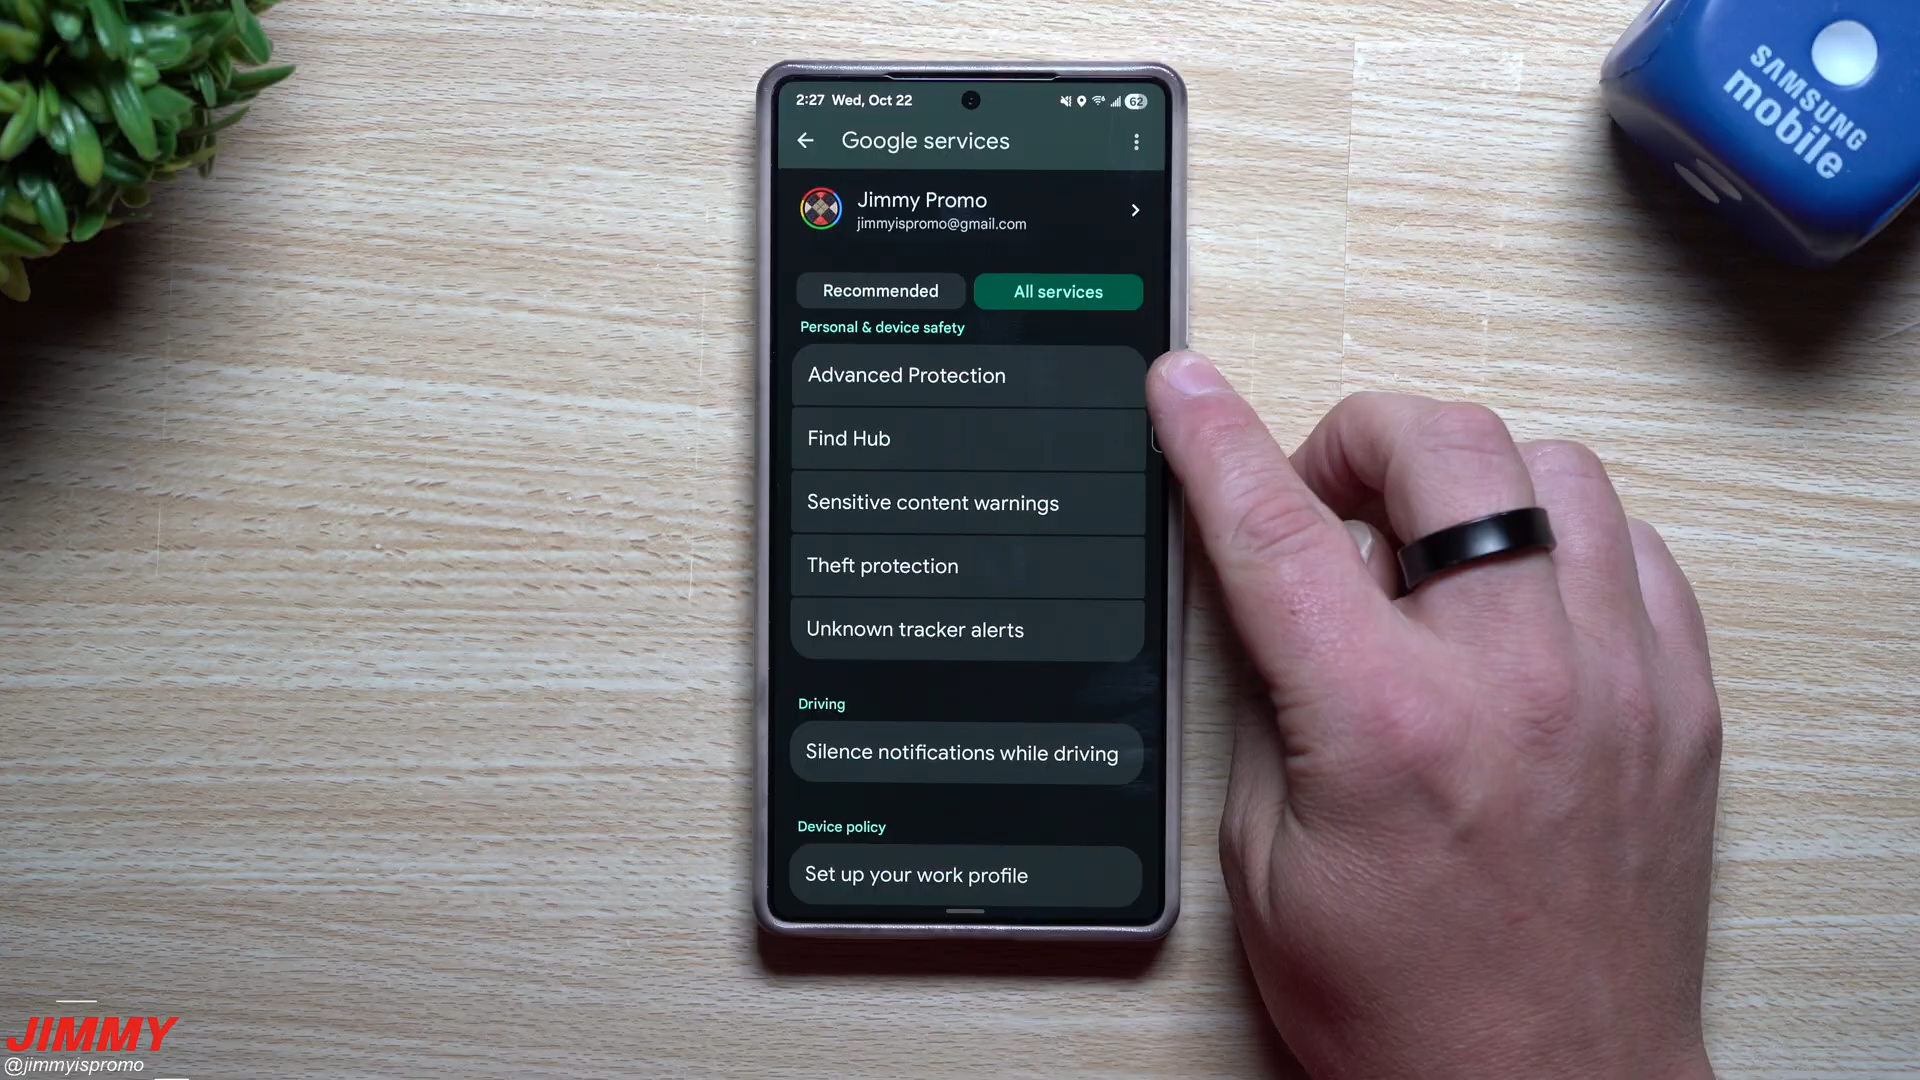 2:27 Wed, Oct 22
62
Google services
Jimmy Promo
jimmyispromo@gmail.com
Recommended
All services
Personal & device safety
Advanced Protection
Find Hub
Sensitive content warnings
Theft protection
Unknown tracker alerts
Driving
Silence notifications while driving
Device policy
Set up your work profile
SAMSUNG
mobile
JIMMY
@jimmyispromo